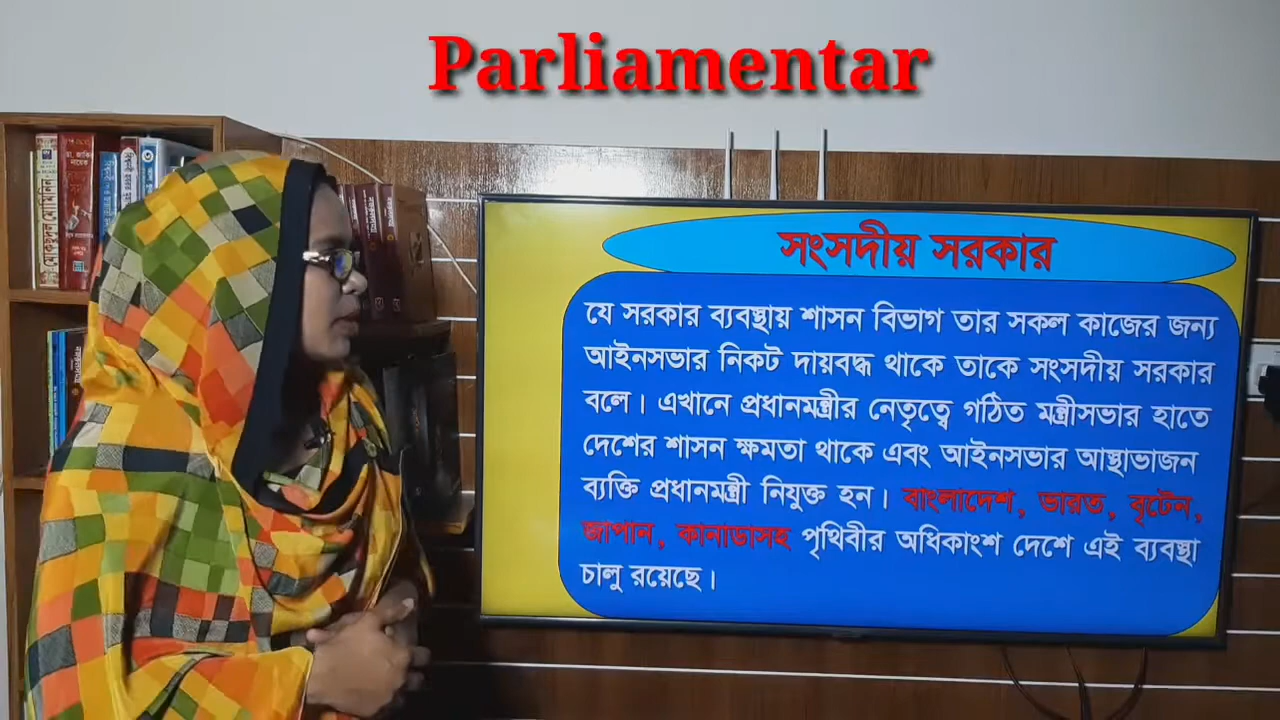 Parliamentar
সংসদীয় সরকার
যে সরকার ব্যবস্থায় শাসন বিভাগ তার সকল কাজের জন্য
আইনসভার নিকট দায়বদ্ধ থাকে তাকে সংসদীয় সরকার
বলে। এখানে প্রধানমন্ত্রীর নেতৃত্বে গঠিত মন্ত্রীসভার হাতে
দেশের শাসন ক্ষমতা থাকে এবং আইনসভার আস্থাভাজন
ব্যক্তি প্রধানমন্ত্রী নিযুক্ত হন। বাংলাদেশ, ভারত, বৃটেন,
জাপান, কানাডাসহ পৃথিবীর অধিকাংশ দেশে এই ব্যবস্থা
চালু রয়েছে।